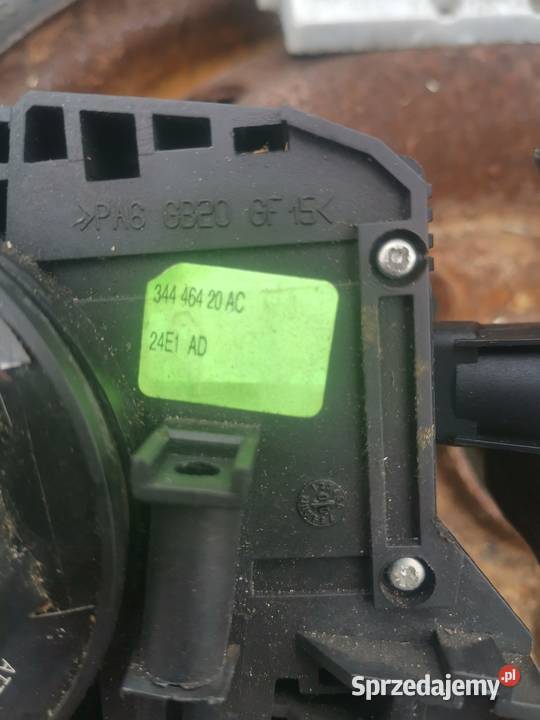 >PA6 GB20 GF15<
344 464 20 AC
24E1 AD
Sprzedajemy.pl